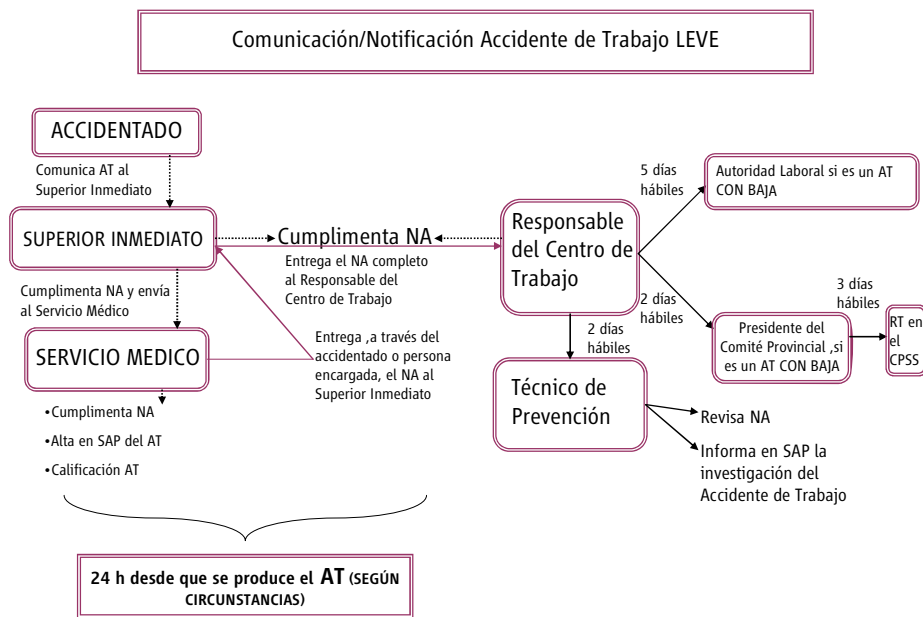 Comunicación/Notificación Accidente de Trabajo LEVE
ACCIDENTADO
Comunica AT al
Superior Inmediato
SUPERIOR INMEDIATO
Cumplimenta NA y envía
al Servicio Médico
SERVICIO MEDICO
•Cumplimenta NA
•Alta en SAP del AT
•Calificación AT
24 h desde que se produce el AT (SEGÚN
CIRCUNSTANCIAS)
Cumplimenta NA
Entrega el NA completo
al Responsable del
Centro de Trabajo
Entrega ,a través del
accidentado o persona
encargada, el NA al
Superior Inmediato
Responsable
del Centro de
Trabajo
5 días
hábiles
Autoridad Laboral si es un AT
CON BAJA
2 días
hábiles
Presidente del
Comité Provincial ,si
es un AT CON BAJA
3 días
hábiles
RT en
el
CPSS
2 días
hábiles
Técnico de
Prevención
Revisa NA
Informa en SAP la
investigación del
Accidente de Trabajo